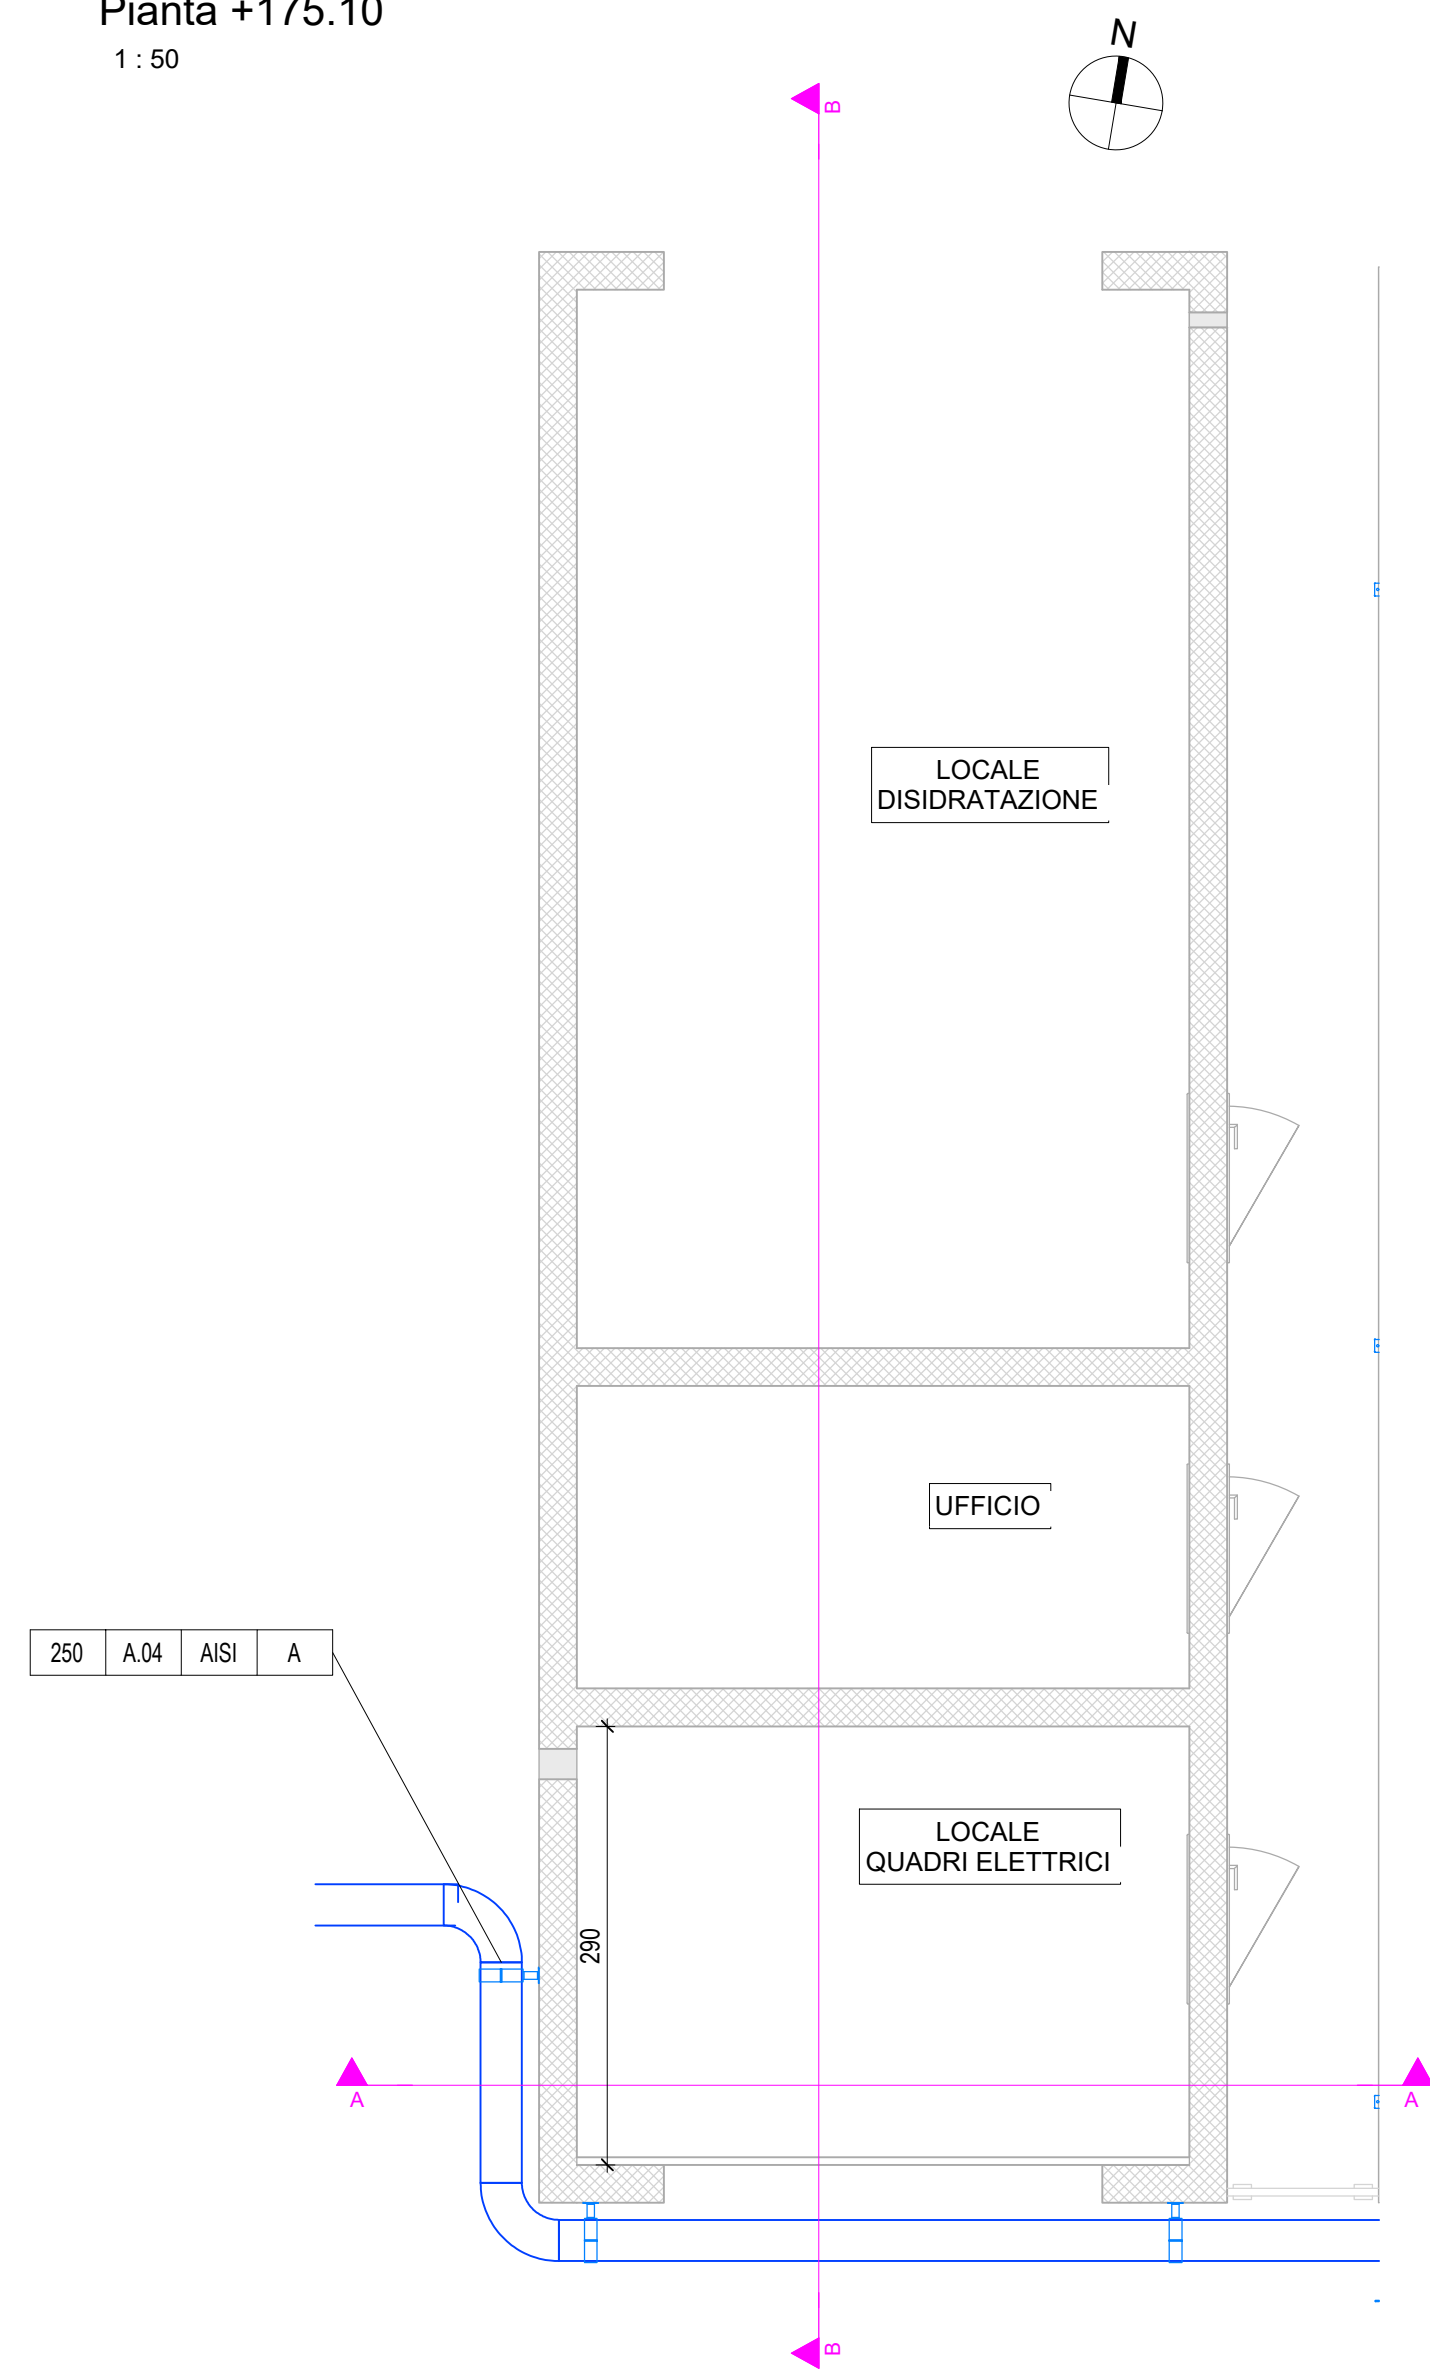 Pianta +175.10
1 : 50
N
B
LOCALE
DISIDRATAZIONE
UFFICIO
250 A.04 AISI A
LOCALE
QUADRI ELETTRICI
290
A
A
B